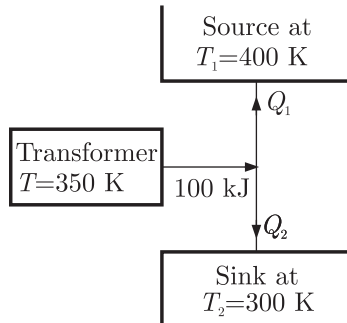 Source at
T₁=400 K
Q₁
Transformer
T=350 K
100 kJ
Q₂
Sink at
T₂=300 K